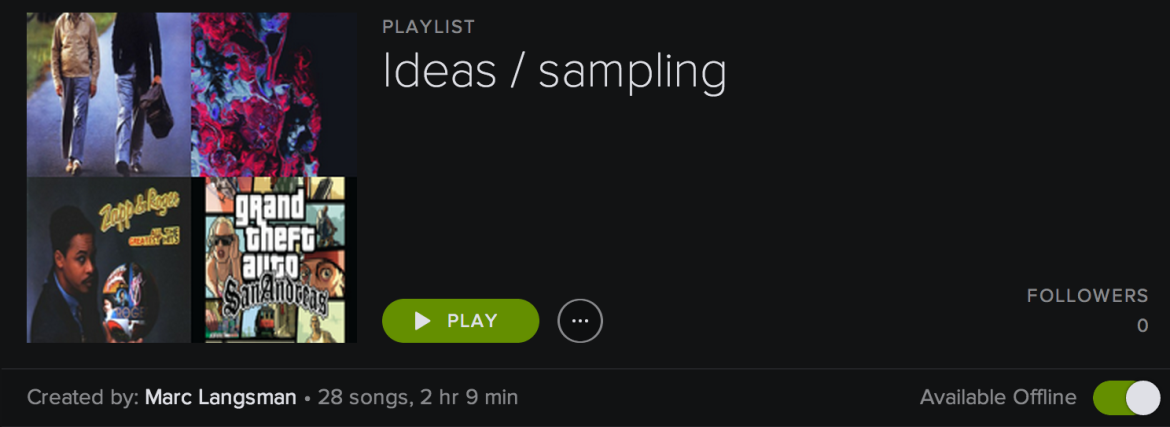 PLAYLIST
Ideas / sampling
Zapp & Roger
ALL THE
GREATEST HITS
grand
theft
auto
San Andreas
PLAY
FOLLOWERS
0
Created by: Marc Langsman • 28 songs, 2 hr 9 min
Available Offline